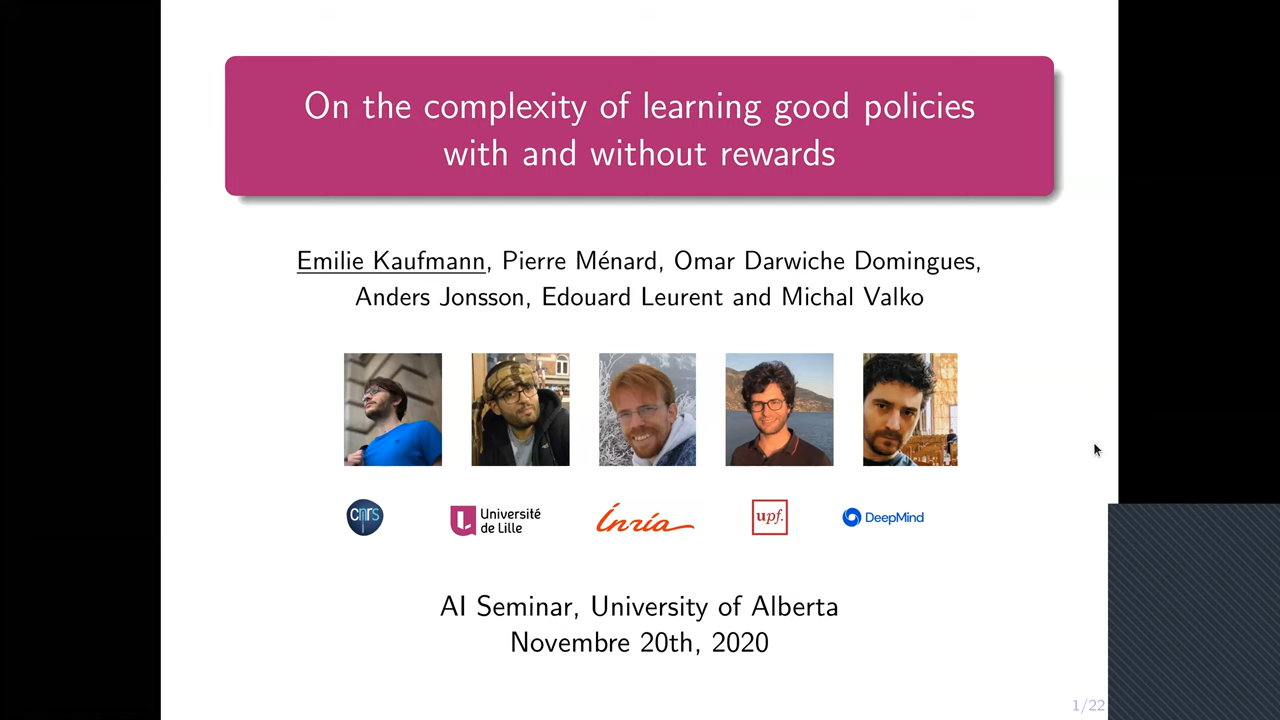 On the complexity of learning good policies
with and without rewards
Emilie Kaufmann, Pierre Ménard, Omar Darwiche Domingues,
Anders Jonsson, Edouard Leurent and Michal Valko
cnrs
Université
de Lille
Inria
upf.
DeepMind
AI Seminar, University of Alberta
Novembre 20th, 2020
1/22